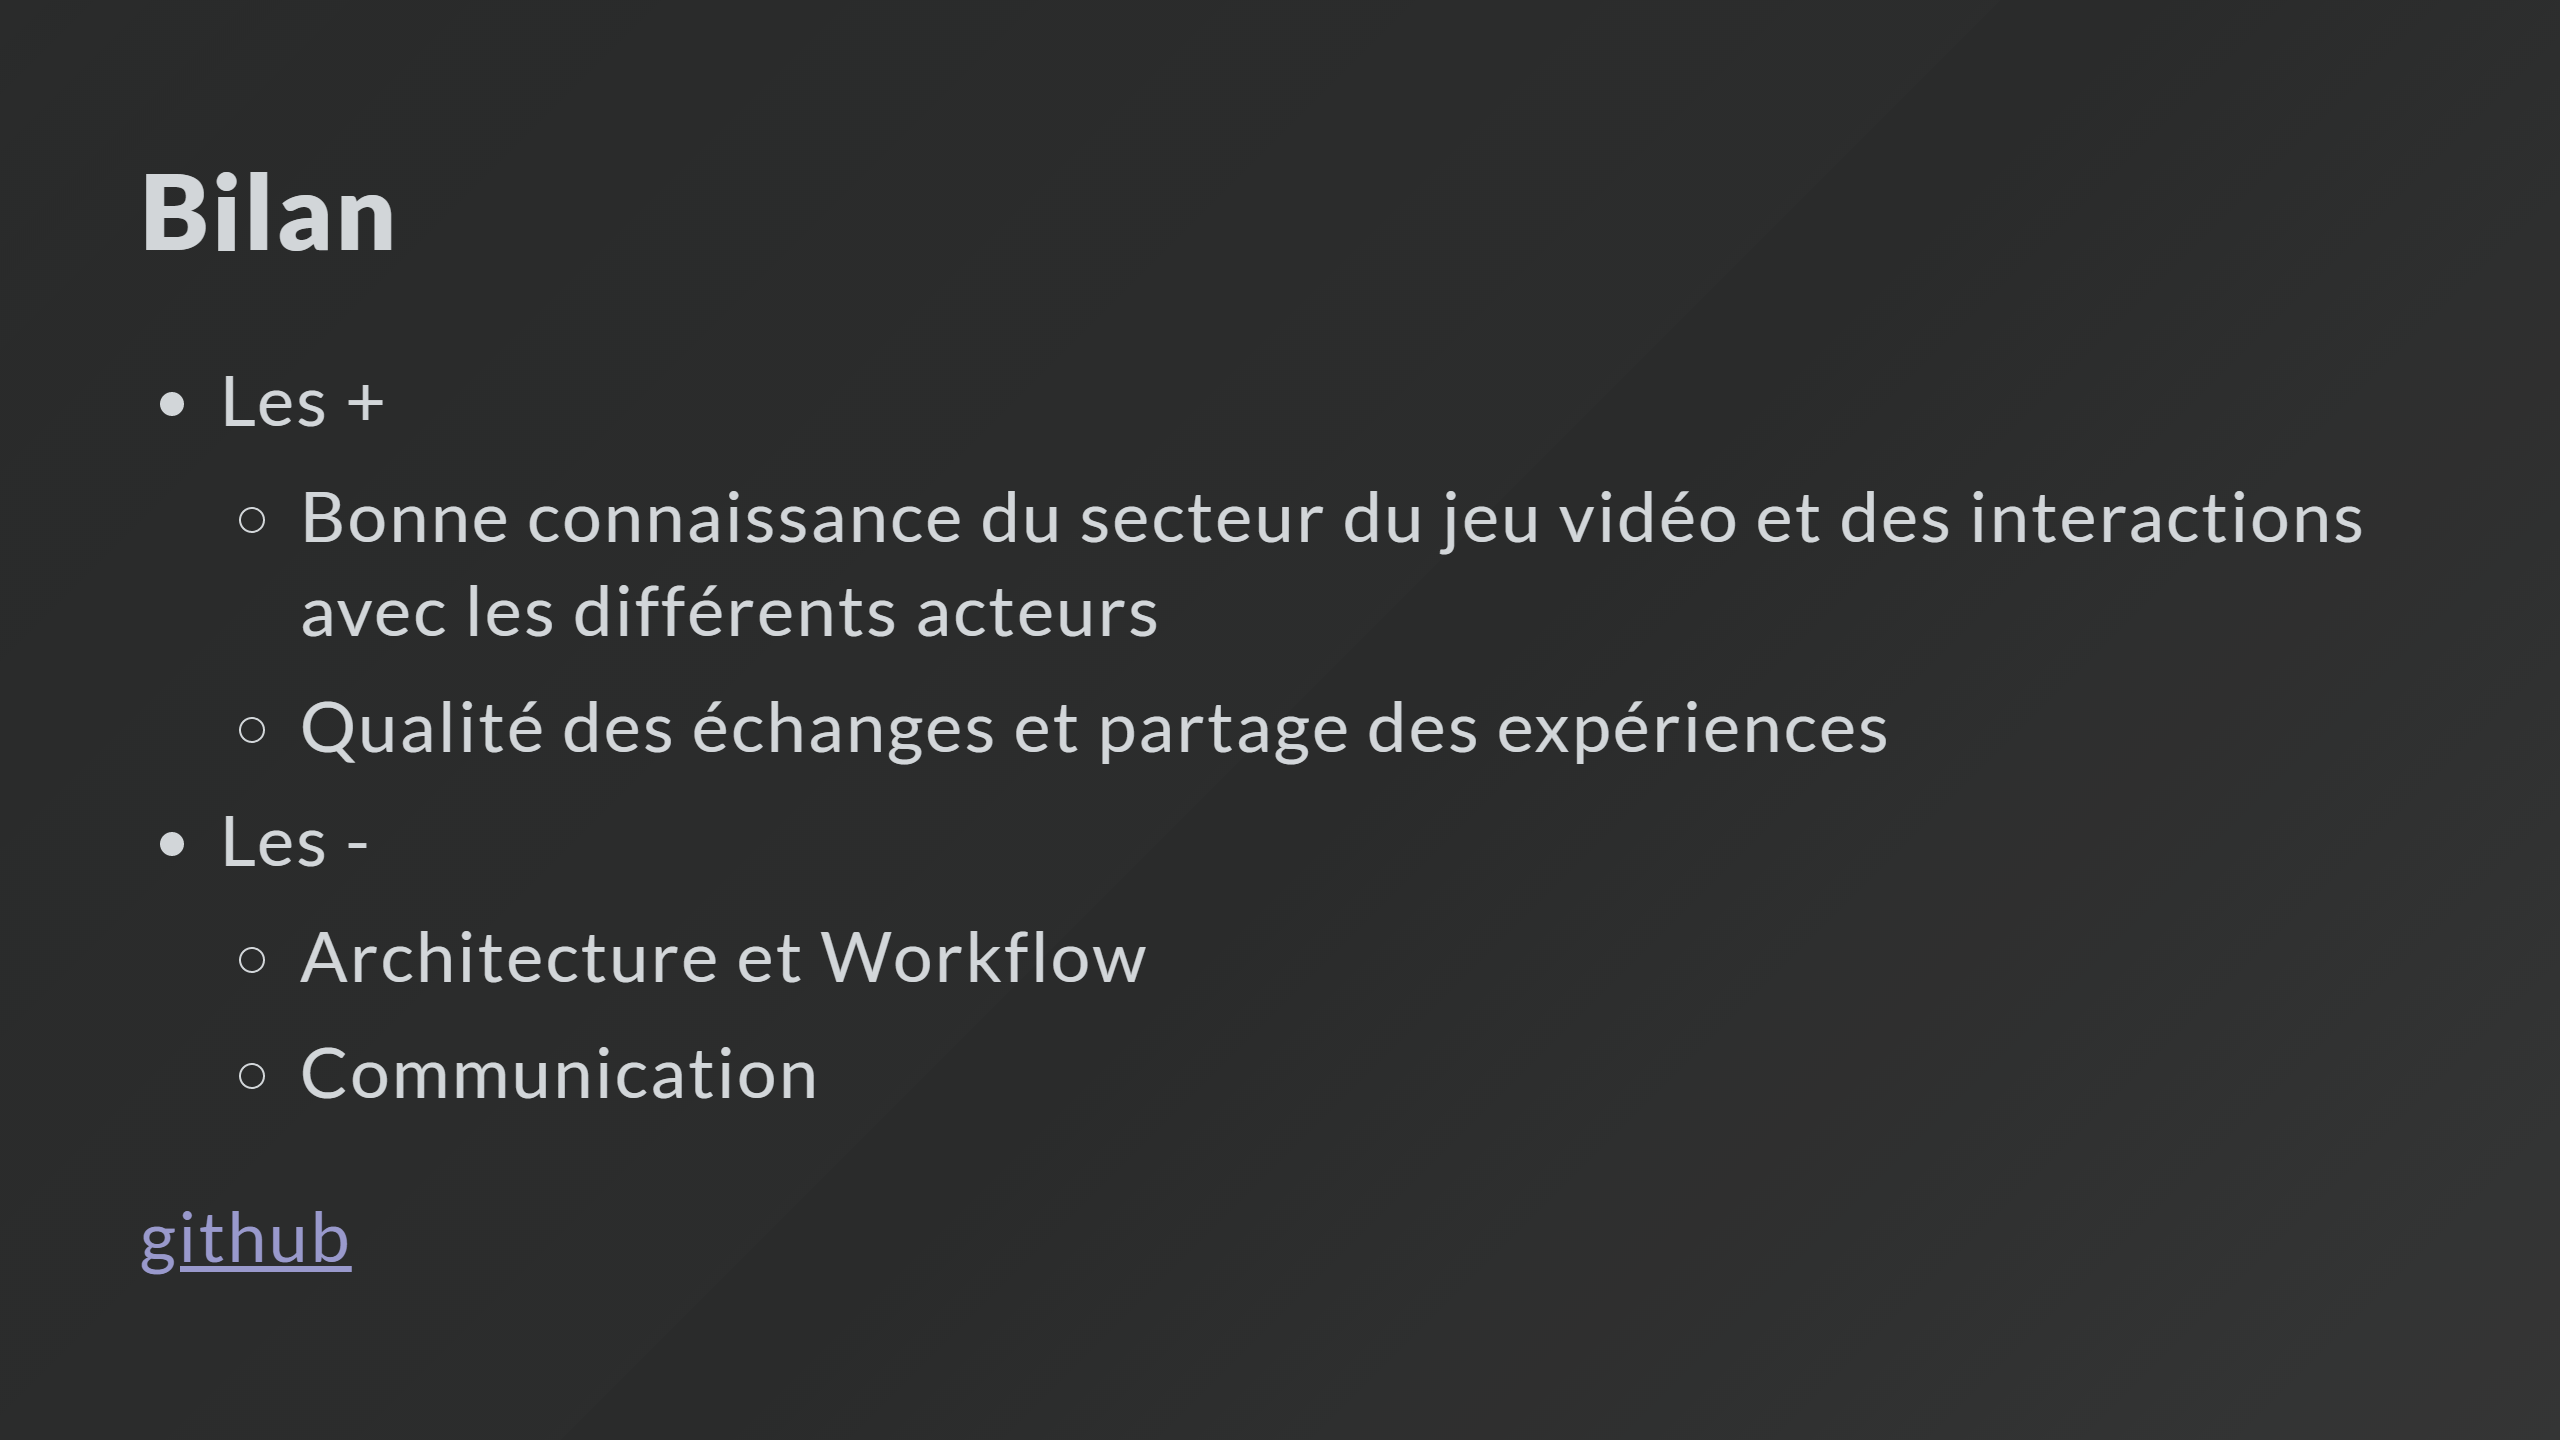 Bilan
Les +
Bonne connaissance du secteur du jeu vidéo et des interactions
avec les différents acteurs
Qualité des échanges et partage des expériences
Les -
Architecture et Workflow
Communication
github